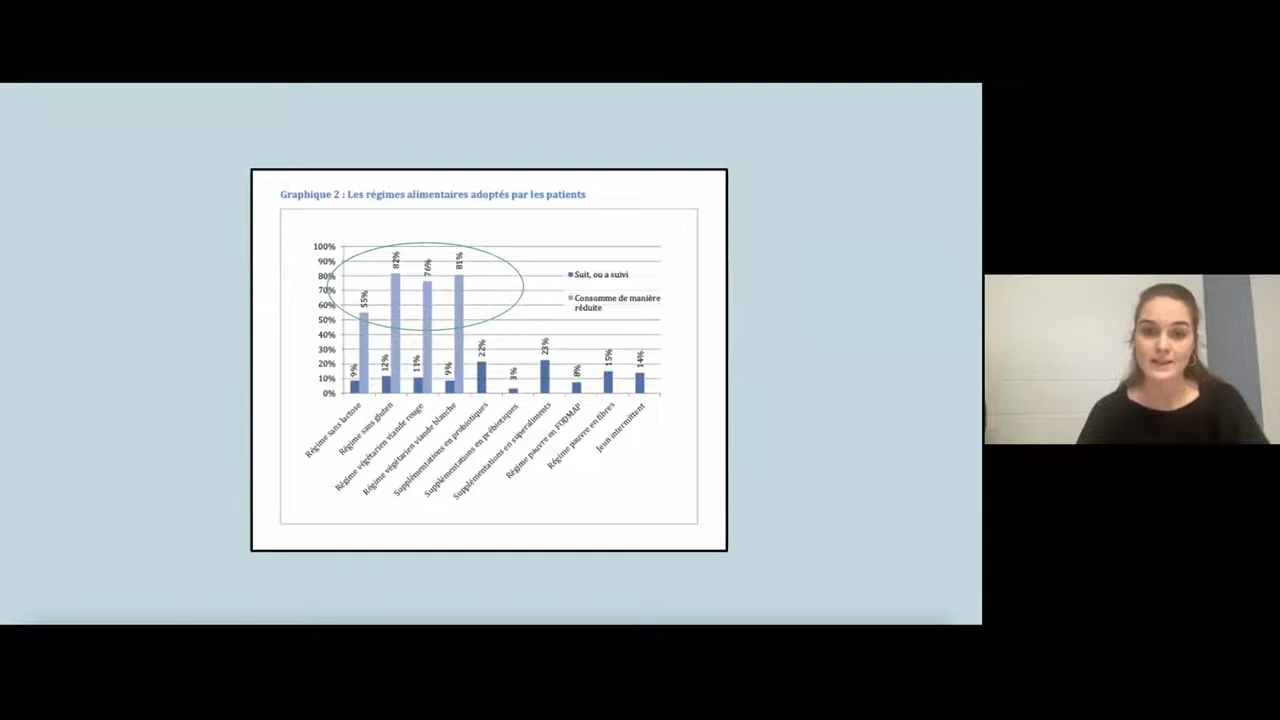 Graphique 2 : Les régimes alimentaires adoptés par les patients
100%
90%
80%
70%
60%
50%
40%
30%
20%
10%
0%
9%
55%
12%
82%
11%
76%
9%
81%
22%
3%
23%
8%
15%
14%
Suit, ou a suivi
Consomme de manière
réduite
Régime sans lactose
Régime sans gluten
Régime végétarien viande rouge
Régime végétarien viande blanche
Supplémentations en probiotiques
Supplémentations en prébiotiques
Supplémentations en superaliments
Régime pauvre en FODMAP
Régime pauvre en fibres
Jeun intermittent